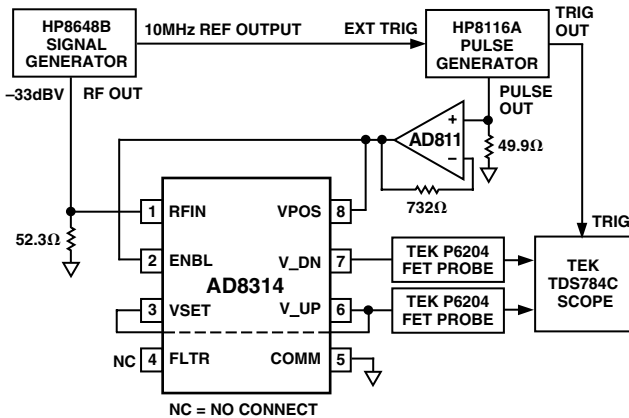 HP8648B
SIGNAL
GENERATOR
10MHz REF OUTPUT
EXT TRIG
HP8116A
PULSE
GENERATOR
TRIG
OUT
–33dBV
RF OUT
PULSE
OUT
+
AD811
–
49.9Ω
732Ω
52.3Ω
1
RFIN
VPOS
8
2
ENBL
V_DN
7
AD8314
3
VSET
V_UP
6
NC
4
FLTR
COMM
5
TEK P6204
FET PROBE
TEK P6204
FET PROBE
TRIG
TEK
TDS784C
SCOPE
NC = NO CONNECT